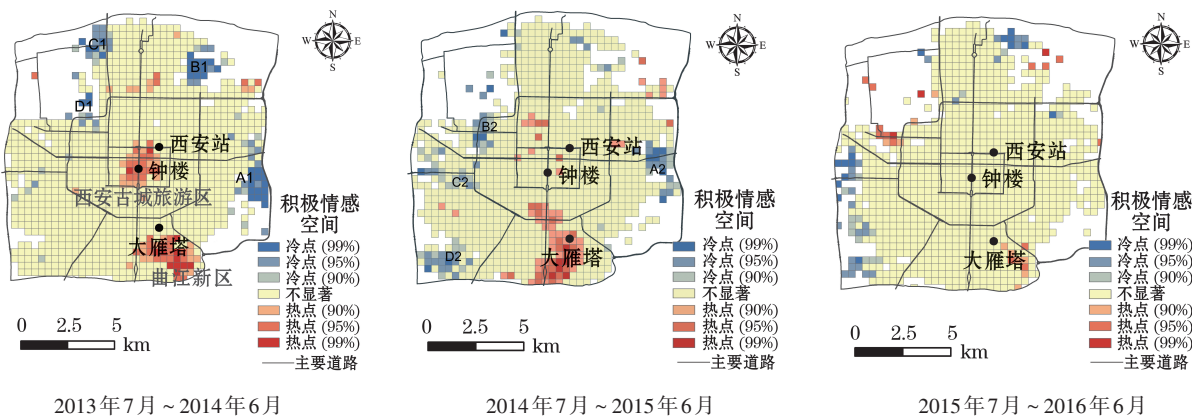 N
W E
S
C1
B1
D1
西安站
钟楼
A1
西安古城旅游区
大雁塔
曲江新区
积极情感
空间
冷点 (99%)
冷点 (95%)
冷点 (90%)
不显著
热点 (90%)
热点 (95%)
热点 (99%)
主要道路
0 2.5 5
km
2013年7月~2014年6月
N
W E
S
B2
西安站
A2
钟楼
C2
大雁塔
D2
积极情感
空间
冷点 (99%)
冷点 (95%)
冷点 (90%)
不显著
热点 (90%)
热点 (95%)
热点 (99%)
主要道路
0 2.5 5
km
2014年7月~2015年6月
N
W E
S
西安站
钟楼
大雁塔
积极情感
空间
冷点 (99%)
冷点 (95%)
冷点 (90%)
不显著
热点 (90%)
热点 (95%)
热点 (99%)
主要道路
0 2.5 5
km
2015年7月~2016年6月